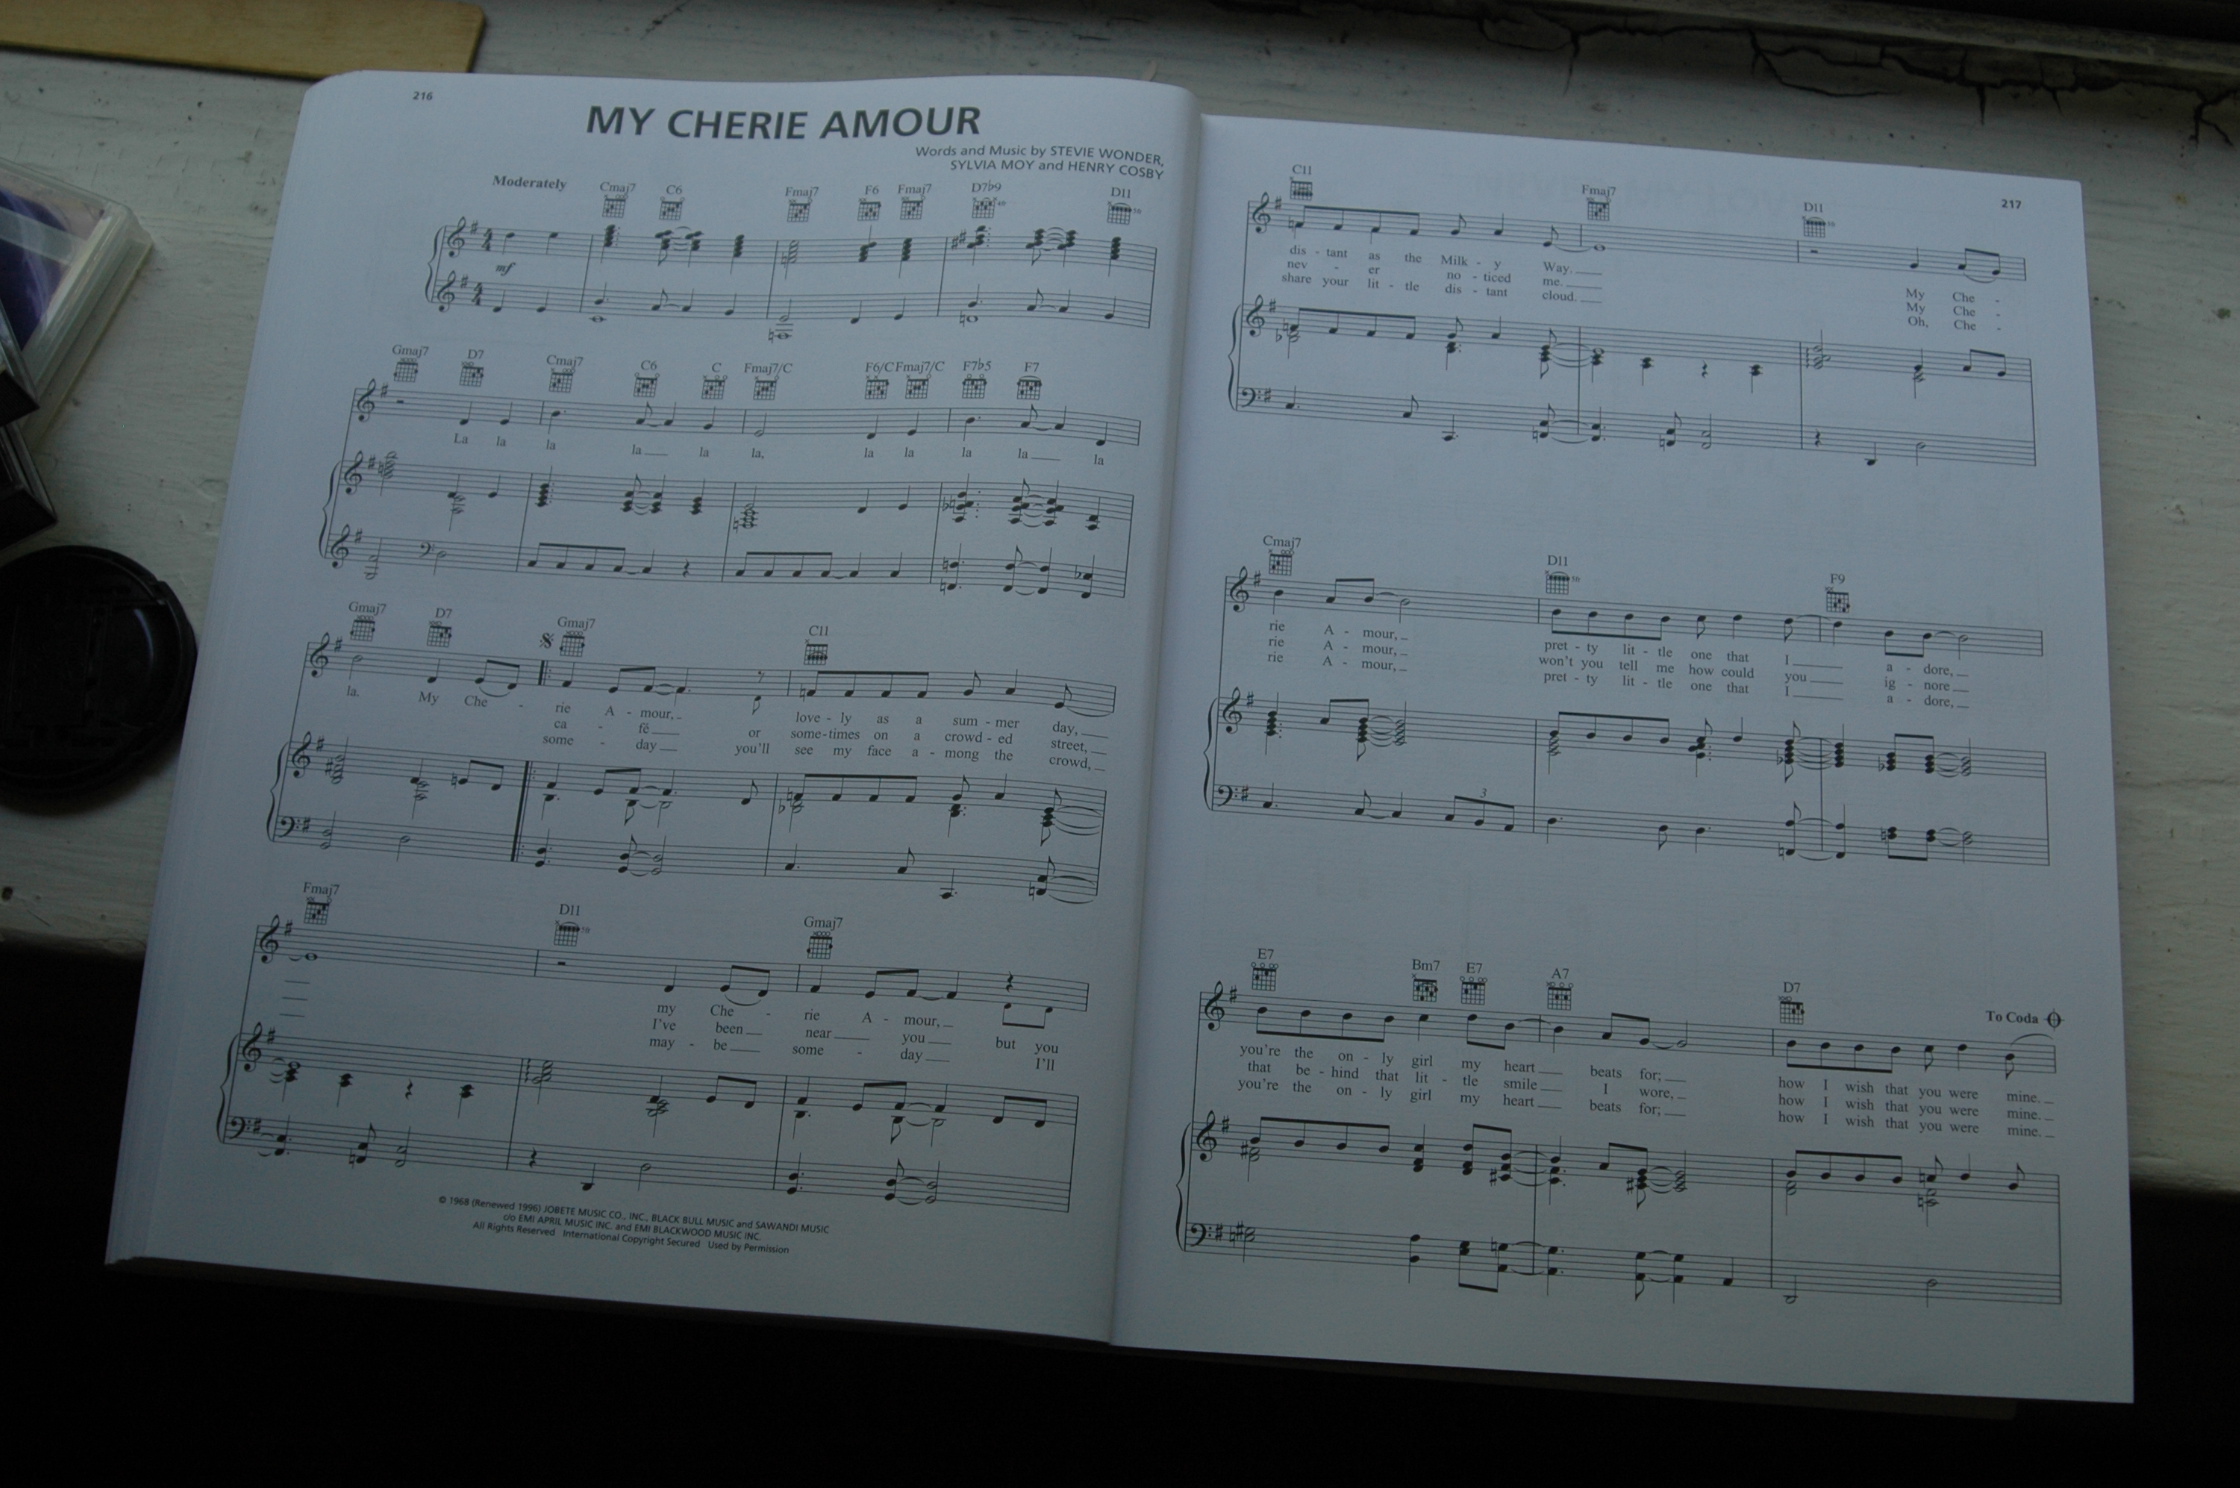 216
MY CHERIE AMOUR
Words and Music by STEVIE WONDER,
SYLVIA MOY and HENRY COSBY
Moderately
Cmaj7 C6 Fmaj7 F6 Fmaj7 D7♭9 D11
mf
Gmaj7 D7 Cmaj7 C6 C Fmaj7/C F6/C Fmaj7/C F7♭5 F7
La la la la la la, la la la la la
Gmaj7 D7 Gmaj7 C11
la. My Che - rie A - mour, love - ly as a sum - mer day,
ca - fé or some-times on a crowd - ed street,
some - day you'll see my face a - mong the crowd,
Fmaj7 D11 Gmaj7
my Che - rie A - mour,
I've been near you but you
may - be some - day I'll
© 1968 (Renewed 1996) JOBETE MUSIC CO., INC., BLACK BULL MUSIC and SAWANDI MUSIC
c/o EMI APRIL MUSIC INC. and EMI BLACKWOOD MUSIC INC.
All Rights Reserved International Copyright Secured Used by Permission
217
C11 Fmaj7 D11
5fr
dis - tant as the Milk - y Way. My Che -
nev - er no - ticed me. My Che -
share your lit - tle dis - tant cloud. Oh, Che -
Cmaj7 D11 F9
5fr
rie A - mour, pret - ty lit - tle one that I a - dore,
rie A - mour, won't you tell me how could you ig - nore
rie A - mour, pret - ty lit - tle one that I a - dore,
3
E7 Bm7 E7 A7 D7
To Coda
you're the on - ly girl my heart beats for; how I wish that you were mine.
that be - hind that lit - tle smile I wore, how I wish that you were mine.
you're the on - ly girl my heart beats for; how I wish that you were mine.